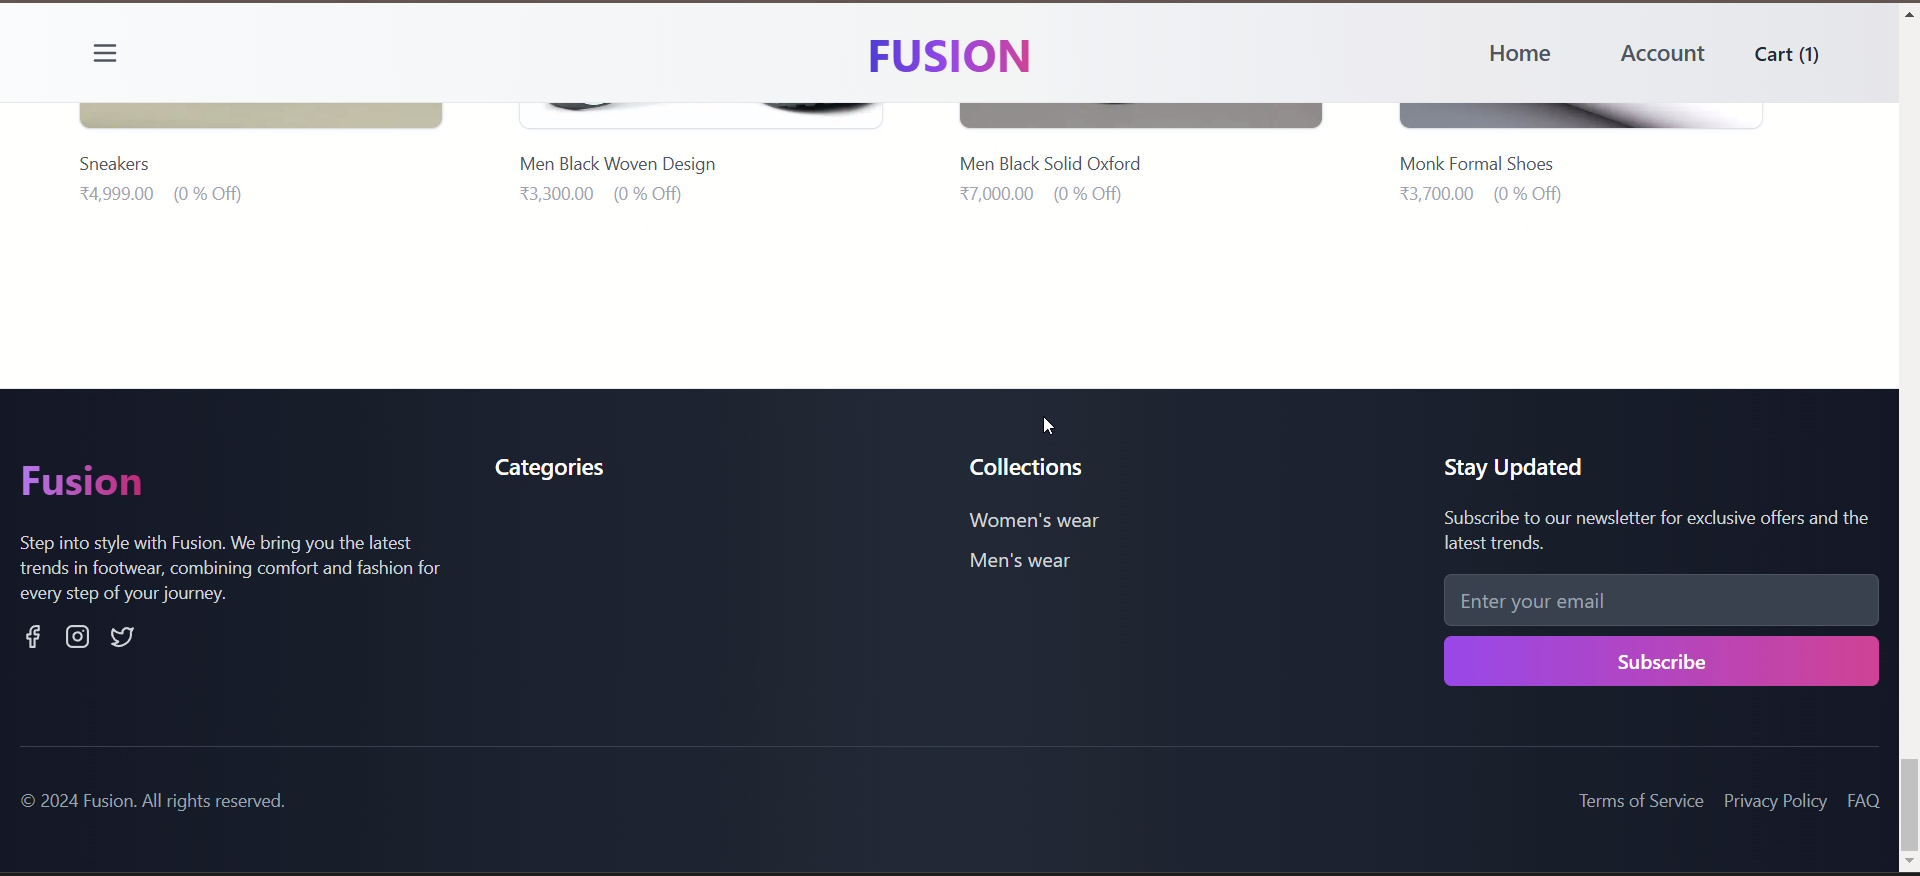 FUSION
Home
Account
Cart (1)
Sneakers
₹4,999.00 (0 % Off)
Men Black Woven Design
₹3,300.00 (0 % Off)
Men Black Solid Oxford
₹7,000.00 (0 % Off)
Monk Formal Shoes
₹3,700.00 (0 % Off)
Fusion
Step into style with Fusion. We bring you the latest
trends in footwear, combining comfort and fashion for
every step of your journey.
Categories
Collections
Women's wear
Men's wear
Stay Updated
Subscribe to our newsletter for exclusive offers and the
latest trends.
Enter your email
Subscribe
© 2024 Fusion. All rights reserved.
Terms of Service
Privacy Policy
FAQ